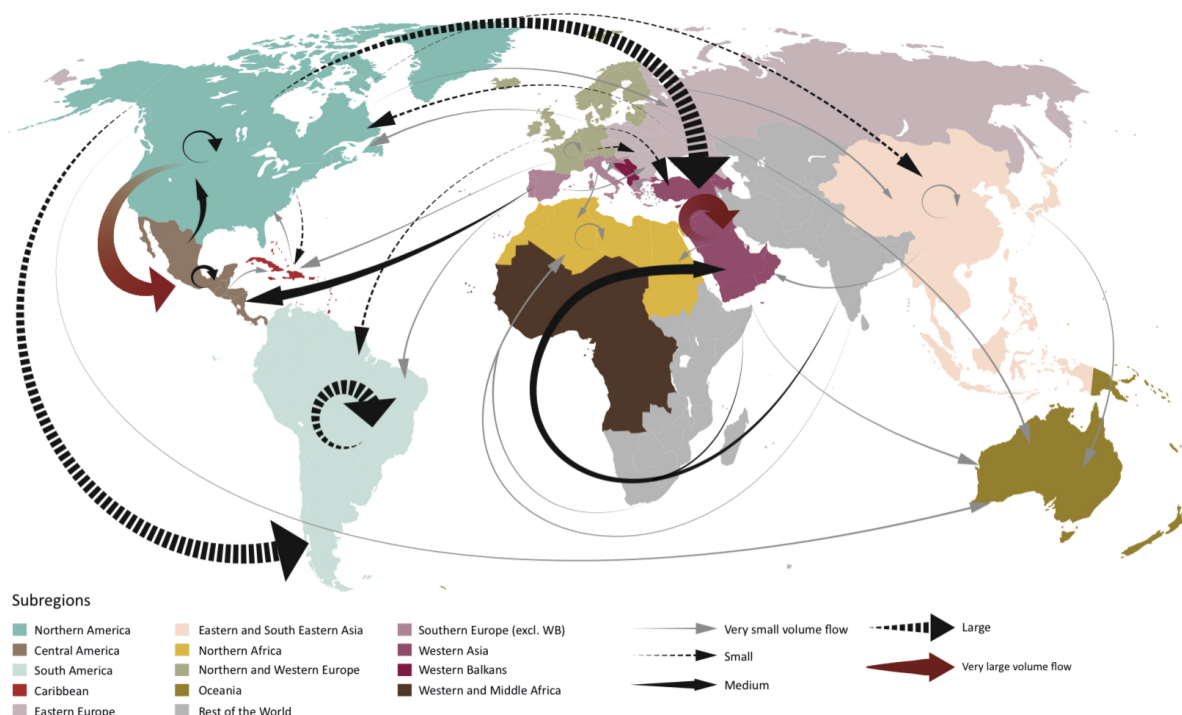 Subregions
Northern America
Central America
South America
Caribbean
Eastern Europe
Eastern and South Eastern Asia
Northern Africa
Northern and Western Europe
Oceania
Rest of the World
Southern Europe (excl. WB)
Western Asia
Western Balkans
Western and Middle Africa
Very small volume flow
Small
Medium
Large
Very large volume flow